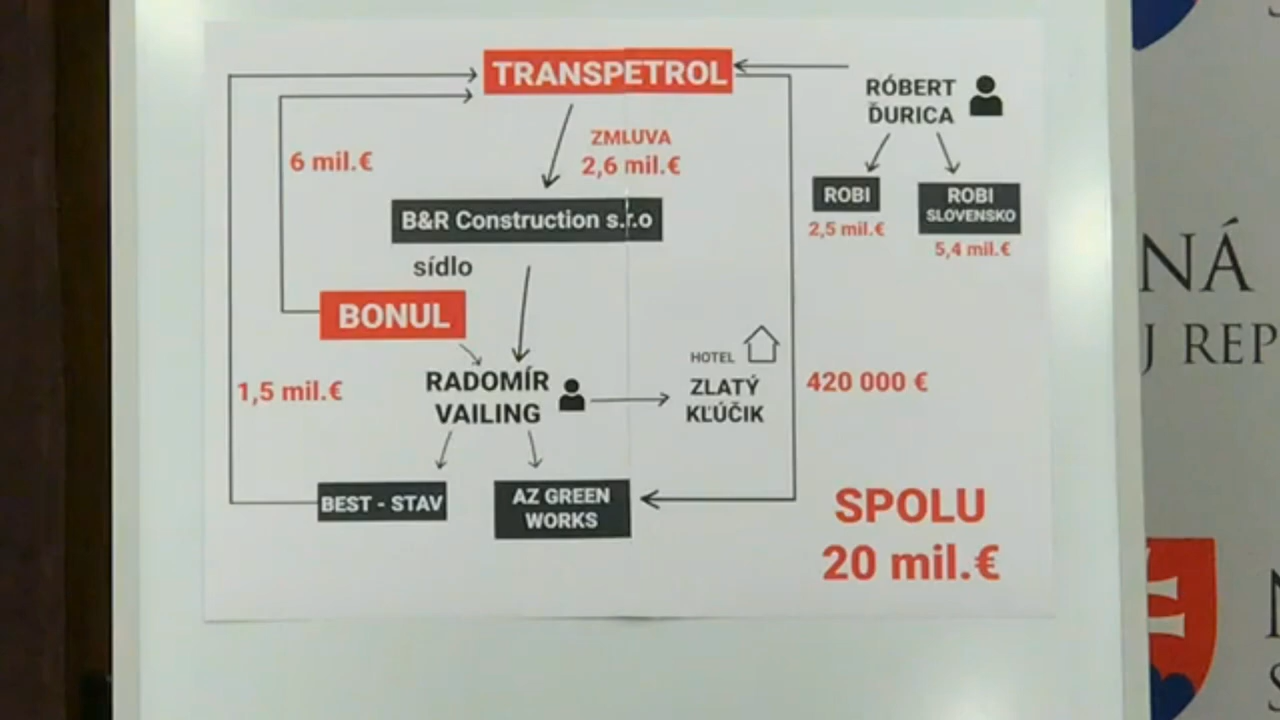 TRANSPETROL
RÓBERT
ĎURICA
6 mil.€
ZMLUVA
2,6 mil.€
ROBI
2,5 mil.€
ROBI
SLOVENSKO
5,4 mil.€
B&R Construction s.r.o
sídlo
BONUL
HOTEL
ZLATÝ
KĽÚČIK
RADOMÍR
VAILING
1,5 mil.€
420 000 €
BEST - STAV
AZ GREEN
WORKS
SPOLU
20 mil.€
NÁ
J REP